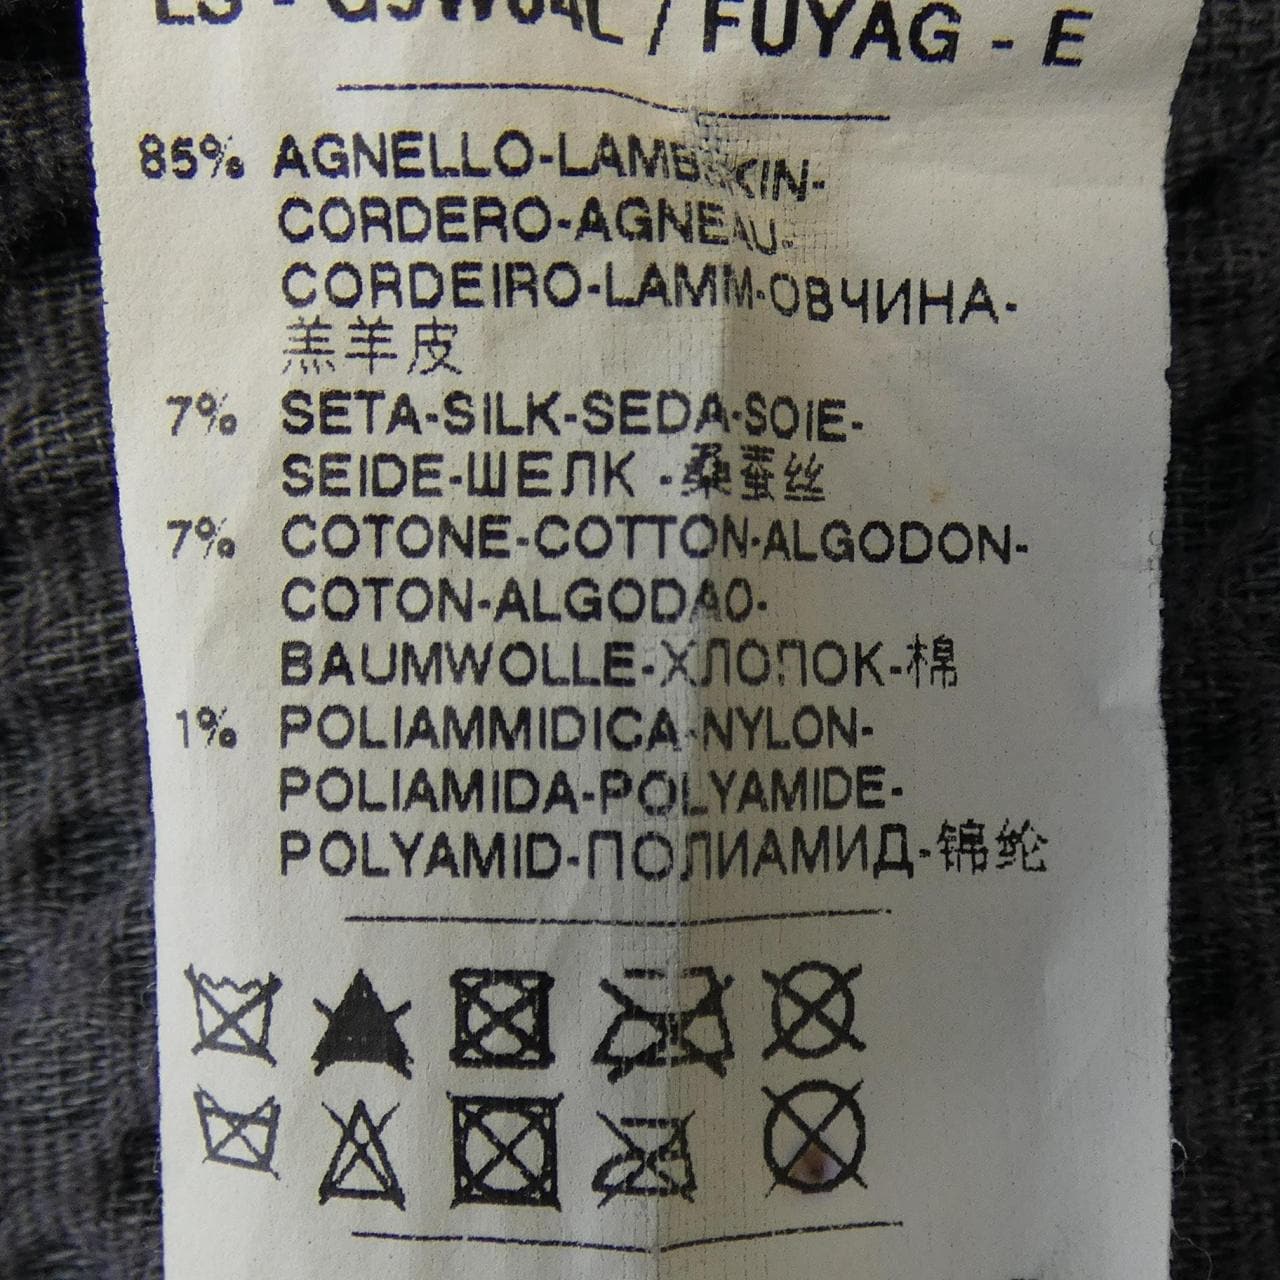 / FUYAG - E
85% AGNELLO-LAMBSKIN-
CORDERO-AGNEAU-
CORDEIRO-LAMM-ОВЧИНА-
羔羊皮
7% SETA-SILK-SEDA-SOIE-
SEIDE-ШЕЛК -桑蚕丝
7% COTONE-COTTON-ALGODON-
COTON-ALGODAO-
BAUMWOLLE-ХЛОПОК-棉
1% POLIAMMIDICA-NYLON-
POLIAMIDA-POLYAMIDE-
POLYAMID-ПОЛИАМИД-锦纶